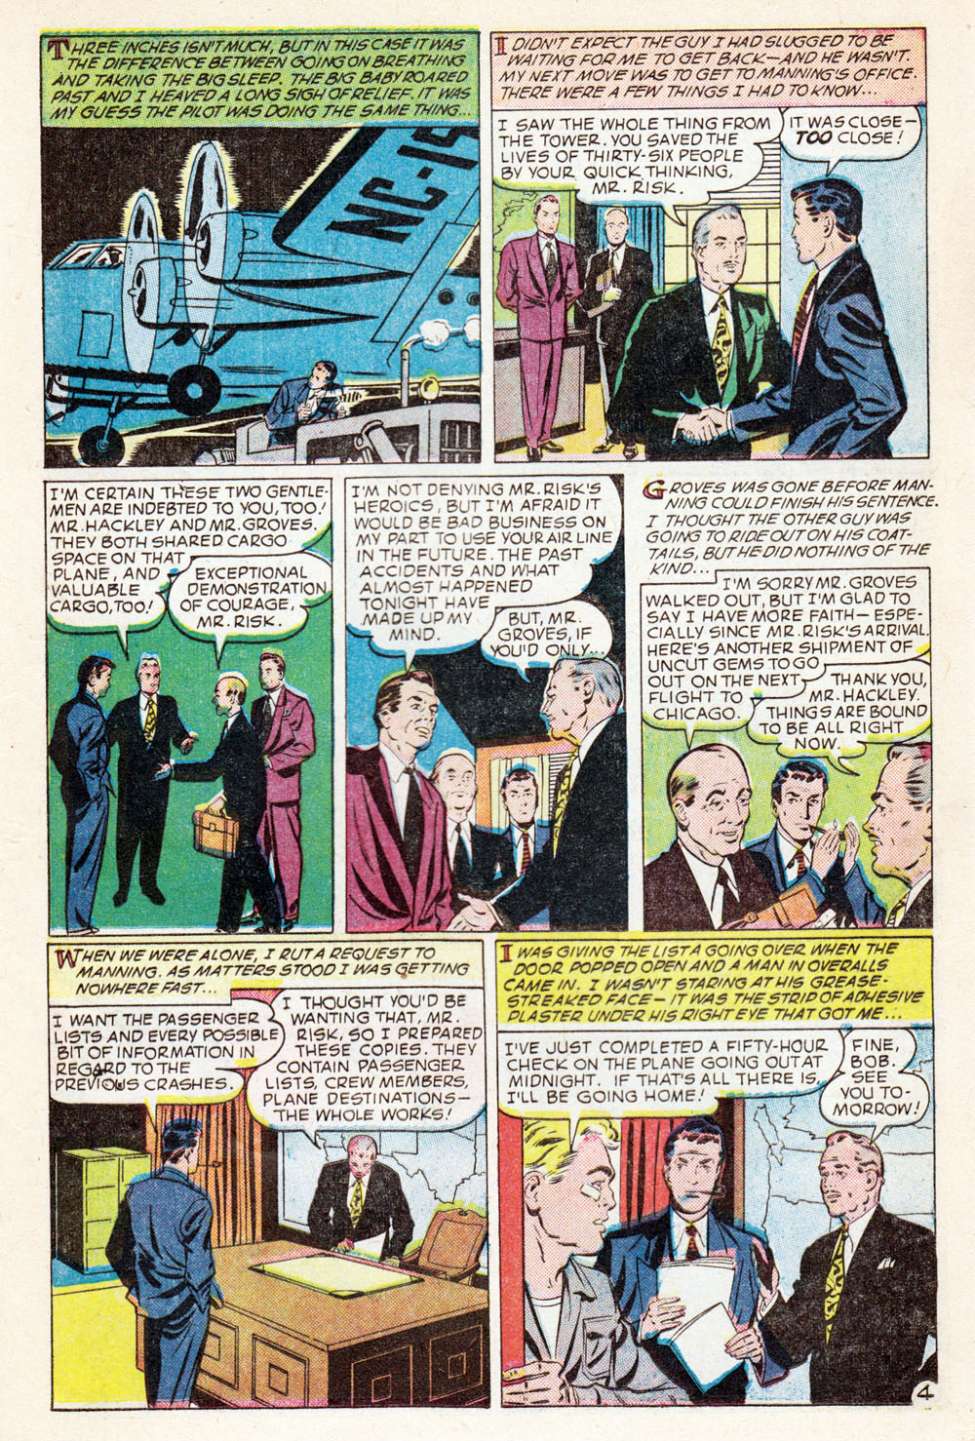 THREE INCHES ISN'T MUCH, BUT IN THIS CASE IT WAS
THE DIFFERENCE BETWEEN GOING ON BREATHING
AND TAKING THE BIG SLEEP. THE BIG BABY ROARED
PAST AND I HEAVED A LONG SIGH OF RELIEF. IT WAS
MY GUESS THE PILOT WAS DOING THE SAME THING...
NC-19
I DIDN'T EXPECT THE GUY I HAD SLUGGED TO BE
WAITING FOR ME TO GET BACK—AND HE WASN'T.
MY NEXT MOVE WAS TO GET TO MANNING'S OFFICE.
THERE WERE A FEW THINGS I HAD TO KNOW...
I SAW THE WHOLE THING FROM
THE TOWER. YOU SAVED THE
LIVES OF THIRTY-SIX PEOPLE
BY YOUR QUICK THINKING,
MR. RISK.
IT WAS CLOSE—
TOO CLOSE!
I'M CERTAIN THESE TWO GENTLE-
MEN ARE INDEBTED TO YOU, TOO!
MR. HACKLEY AND MR. GROVES.
THEY BOTH SHARED CARGO
SPACE ON THAT
PLANE, AND
VALUABLE
CARGO, TOO!
EXCEPTIONAL
DEMONSTRATION
OF COURAGE,
MR. RISK.
I'M NOT DENYING MR. RISK'S
HEROICS, BUT I'M AFRAID IT
WOULD BE BAD BUSINESS ON
MY PART TO USE YOUR AIR LINE
IN THE FUTURE. THE PAST
ACCIDENTS AND WHAT
ALMOST HAPPENED
TONIGHT HAVE
MADE UP MY
MIND.
BUT, MR.
GROVES, IF
YOU'D ONLY...
GROVES WAS GONE BEFORE MAN-
NING COULD FINISH HIS SENTENCE.
I THOUGHT THE OTHER GUY WAS
GOING TO RIDE OUT ON HIS COAT-
TAILS, BUT HE DID NOTHING OF THE
KIND...
I'M SORRY MR. GROVES
WALKED OUT, BUT I'M GLAD TO
SAY I HAVE MORE FAITH—ESPE-
CIALLY SINCE MR. RISK'S ARRIVAL.
HERE'S ANOTHER SHIPMENT OF
UNCUT GEMS TO GO
OUT ON THE NEXT
FLIGHT TO
CHICAGO.
THANK YOU,
MR. HACKLEY.
THINGS ARE BOUND
TO BE ALL RIGHT
NOW.
WHEN WE WERE ALONE, I PUT A REQUEST TO
MANNING. AS MATTERS STOOD I WAS GETTING
NOWHERE FAST...
I WANT THE PASSENGER
LISTS AND EVERY POSSIBLE
BIT OF INFORMATION IN
REGARD TO THE
PREVIOUS CRASHES.
I THOUGHT YOU'D BE
WANTING THAT, MR.
RISK, SO I PREPARED
THESE COPIES. THEY
CONTAIN PASSENGER
LISTS, CREW MEMBERS,
PLANE DESTINATIONS—
THE WHOLE WORKS!
I WAS GIVING THE LIST A GOING OVER WHEN THE
DOOR POPPED OPEN AND A MAN IN OVERALLS
CAME IN. I WASN'T STARING AT HIS GREASE-
STREAKED FACE—IT WAS THE STRIP OF ADHESIVE
PLASTER UNDER HIS RIGHT EYE THAT GOT ME...
I'VE JUST COMPLETED A FIFTY-HOUR
CHECK ON THE PLANE GOING OUT AT
MIDNIGHT. IF THAT'S ALL THERE IS,
I'LL BE GOING HOME!
FINE,
BOB.
SEE
YOU TO-
MORROW!
4